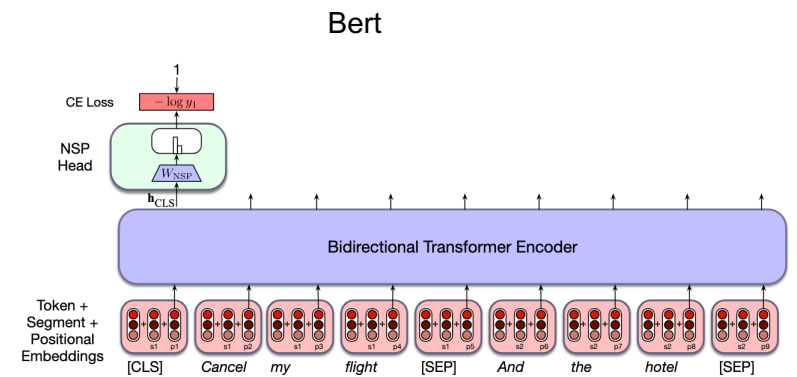 Bert
1
CE Loss
− log y₁
NSP
Head
W_NSP
h_CLS
Bidirectional Transformer Encoder
Token +
Segment +
Positional
Embeddings
+ + + + + + + + + + + + + + + + + +
s1 p1 s1 p2 s1 p3 s1 p4 s1 p5 s2 p6 s2 p7 s2 p8 s2 p9
[CLS] Cancel my flight [SEP] And the hotel [SEP]